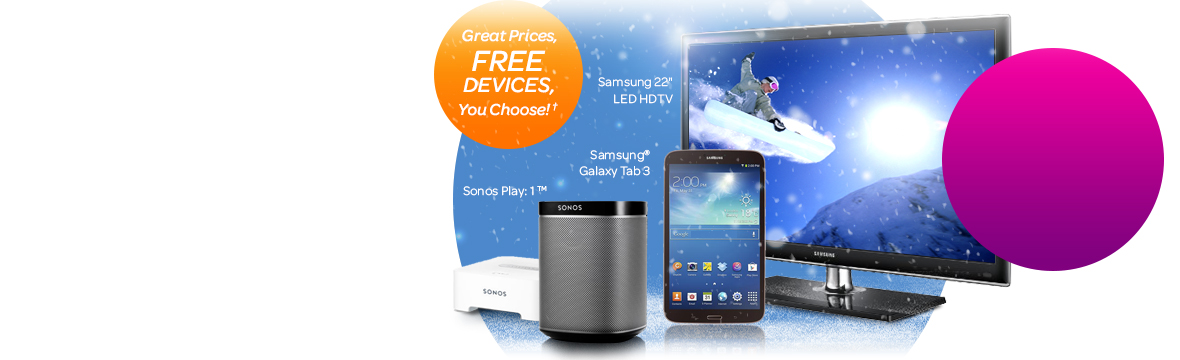 Great Prices,
FREE
DEVICES,
You Choose!†
Samsung 22"
LED HDTV
Samsung®
Galaxy Tab 3
Sonos Play: 1™
SONOS
SONOS
SAMSUNG
2:00
Google
SAMSUNG